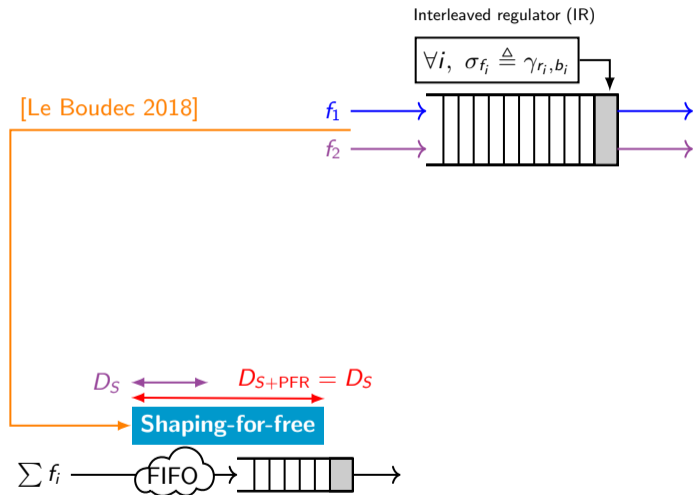 Interleaved regulator (IR)
∀i, σ_{f_i} ≜ γ_{r_i,b_i}
[Le Boudec 2018]
f_1
f_2
D_S
D_{S+PFR} = D_S
Shaping-for-free
∑ f_i
FIFO